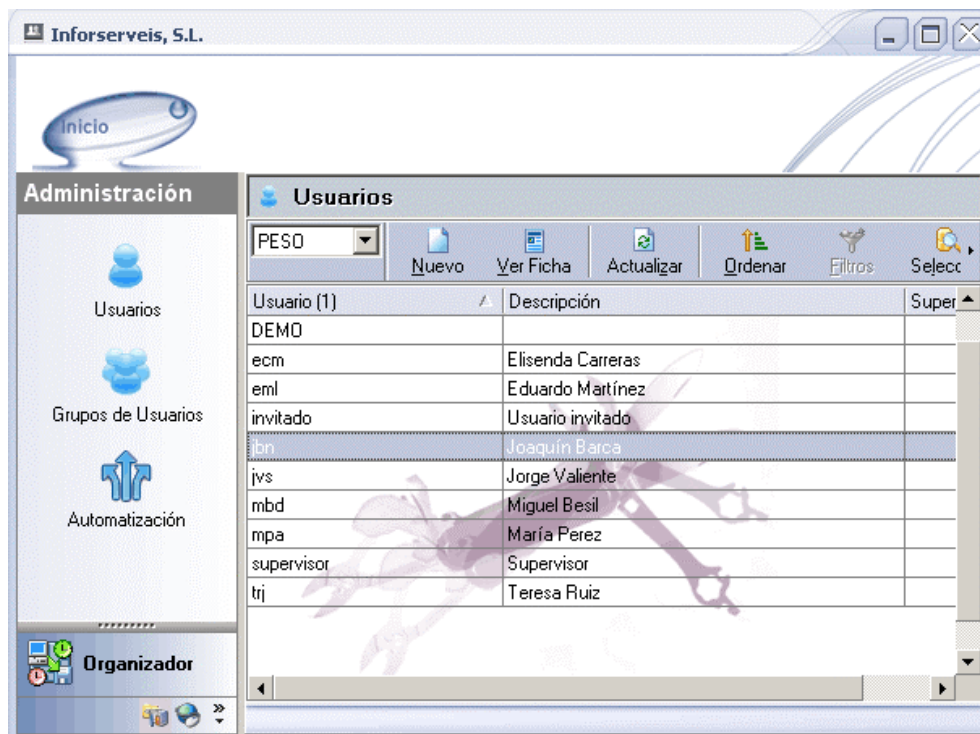 Inforserveis, S.L.
Inicio
Administración
Usuarios
Grupos de Usuarios
Automatización
Organizador
Usuarios
PESO Nuevo Ver Ficha Actualizar Ordenar Filtros Selecc
Usuario (1) Descripción Super
DEMO
ecm Elisenda Carreras
eml Eduardo Martínez
invitado Usuario invitado
jbn Joaquín Barca
jvs Jorge Valiente
mbd Miguel Besil
mpa María Perez
supervisor Supervisor
trj Teresa Ruiz